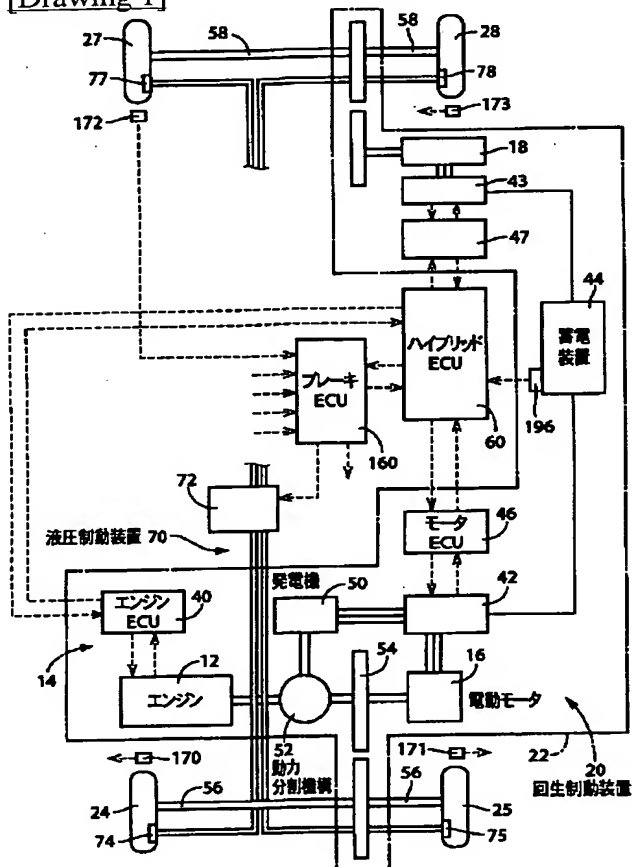 [Drawing 1]
27
58
58
28
77
78
172
173
18
43
47
44
ハイブリッド
ECU
蓄電
装置
ブレーキ
ECU
196
60
160
72
液圧制動装置 70
モータ
ECU
46
発電機
50
42
エンジン
ECU
40
14
12
54
16
エンジン
電動モータ
52
動力
分割機構
170
171
22
20
回生制動装置
56
56
24
25
74
75